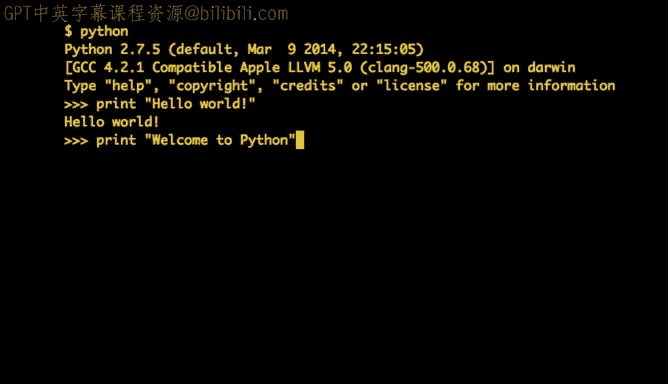 GPT中英字幕课程资源@bilibili.com
$ python
Python 2.7.5 (default, Mar  9 2014, 22:15:05)
[GCC 4.2.1 Compatible Apple LLVM 5.0 (clang-500.0.68)] on darwin
Type "help", "copyright", "credits" or "license" for more information
>>> print "Hello world!"
Hello world!
>>> print "Welcome to Python"